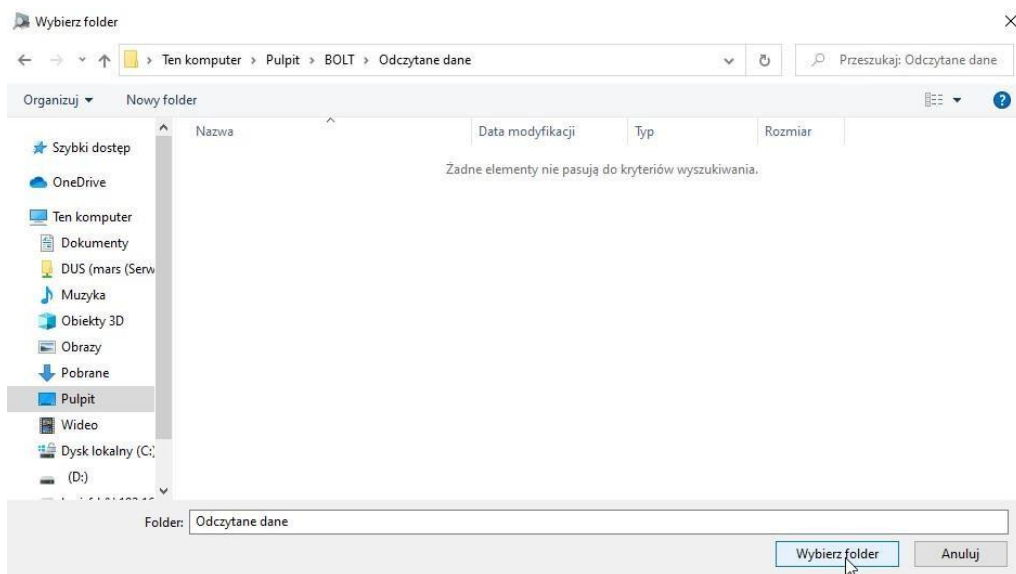 Wybierz folder
Ten komputer > Pulpit > BOLT > Odczytane dane
Przeszukaj: Odczytane dane
Organizuj
Nowy folder
Nazwa Data modyfikacji Typ Rozmiar
Żadne elementy nie pasują do kryteriów wyszukiwania.
Szybki dostęp
OneDrive
Ten komputer
Dokumenty
DUS (mars (Serw
Muzyka
Obiekty 3D
Obrazy
Pobrane
Pulpit
Wideo
Dysk lokalny (C:)
(D:)
Folder: Odczytane dane
Wybierz folder Anuluj